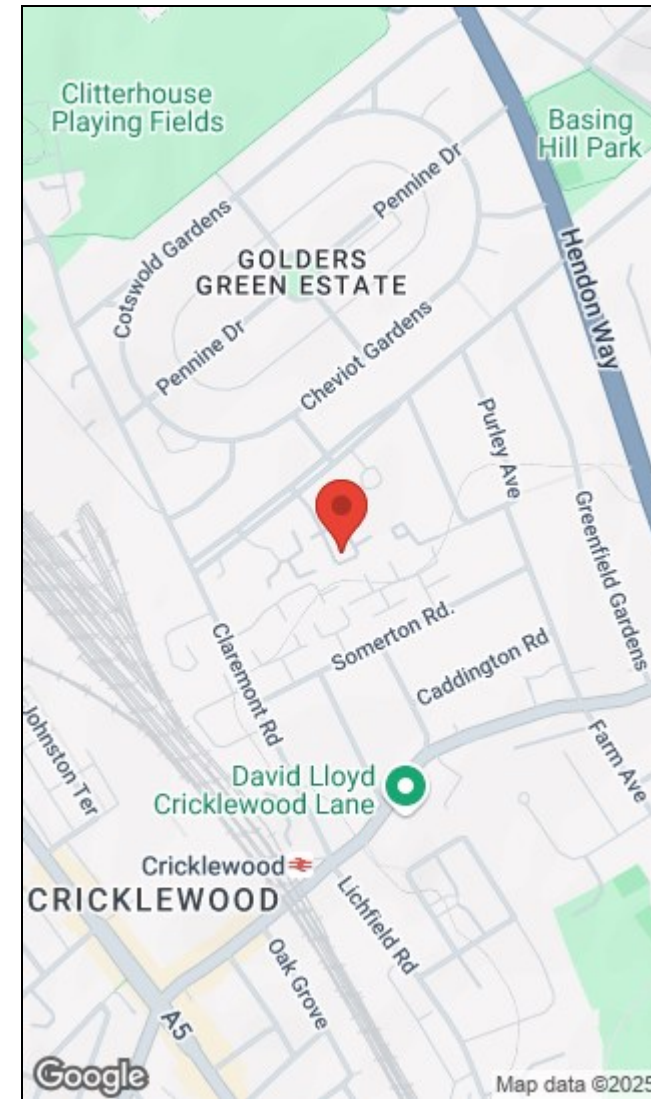 Clitterhouse
Playing Fields
Basing
Hill Park
Pennine Dr
Cotswold Gardens
GOLDERS
GREEN ESTATE
Hendon Way
Pennine Dr
Cheviot Gardens
Purley Ave
Greenfield Gardens
Somerton Rd.
Claremont Rd
Caddington Rd
Johnston Ter
Farm Ave
David Lloyd
Cricklewood Lane
Cricklewood
CRICKLEWOOD
Lichfield Rd
Oak Grove
A5
Google
Map data ©2025